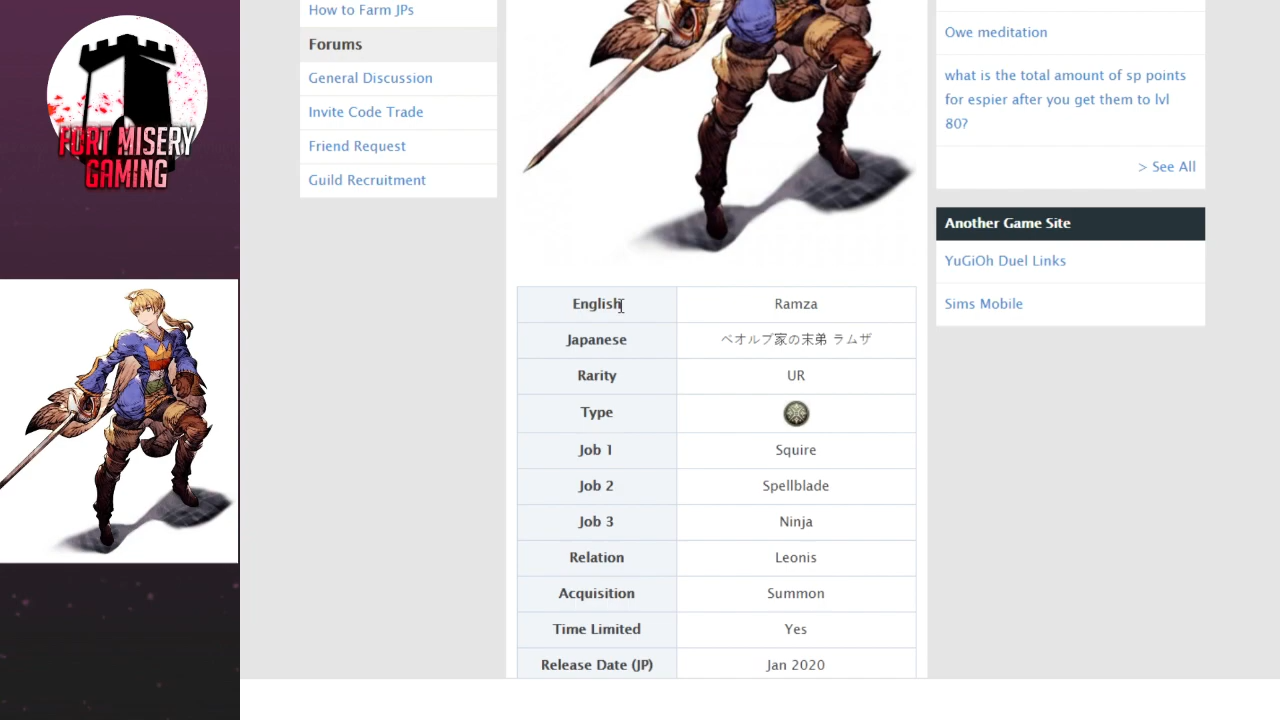 FORT MISERY
GAMING
How to Farm JPs
Forums
General Discussion
Invite Code Trade
Friend Request
Guild Recruitment
English Ramza
Japanese ベオルブ家の末弟 ラムザ
Rarity UR
Type
Job 1 Squire
Job 2 Spellblade
Job 3 Ninja
Relation Leonis
Acquisition Summon
Time Limited Yes
Release Date (JP) Jan 2020
Owe meditation
what is the total amount of sp points
for espier after you get them to lvl
80?
> See All
Another Game Site
YuGiOh Duel Links
Sims Mobile